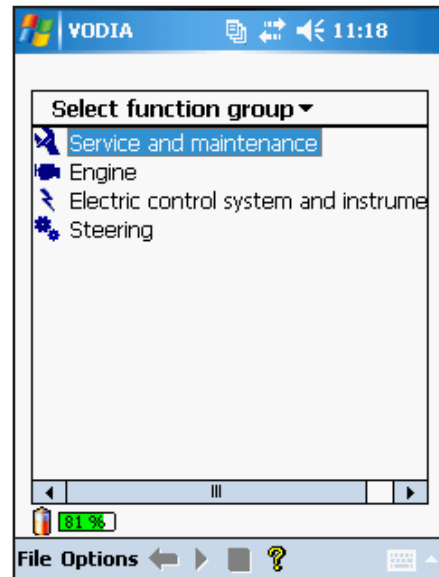 VODIA 11:18
Select function group
Service and maintenance
Engine
Electric control system and instrume
Steering
81 %
File Options